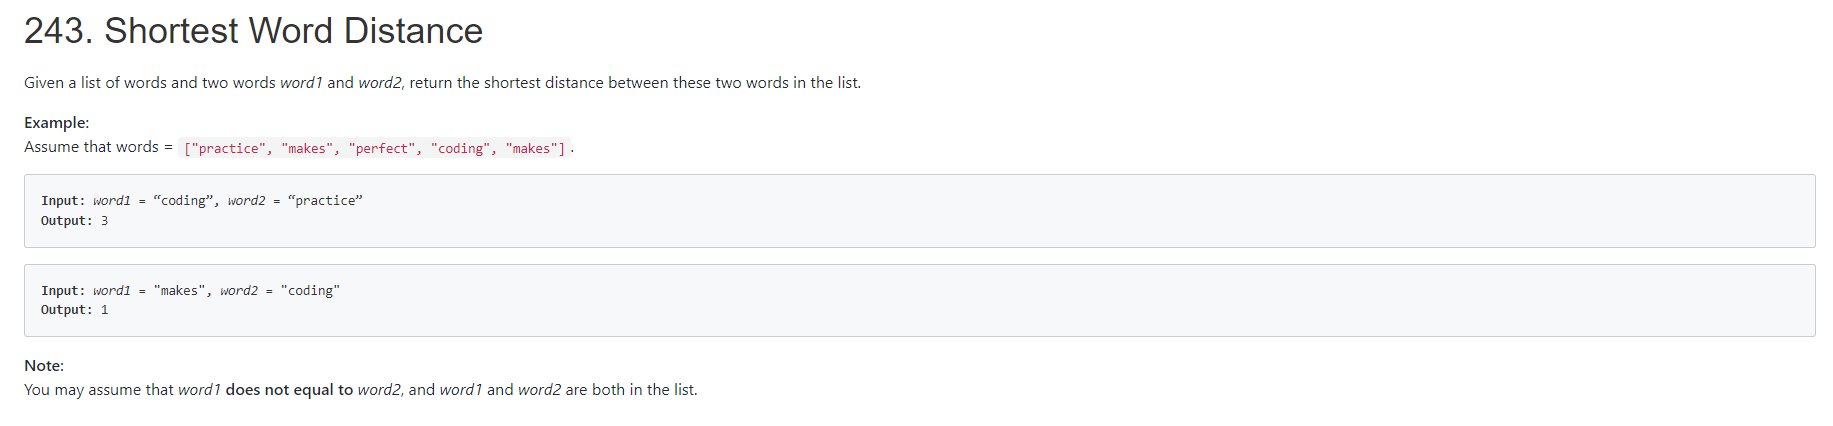 243. Shortest Word Distance
Given a list of words and two words word1 and word2, return the shortest distance between these two words in the list.
Example:
Assume that words = ["practice", "makes", "perfect", "coding", "makes"].
Input: word1 = “coding”, word2 = “practice”
Output: 3
Input: word1 = "makes", word2 = "coding"
Output: 1
Note:
You may assume that word1 does not equal to word2, and word1 and word2 are both in the list.